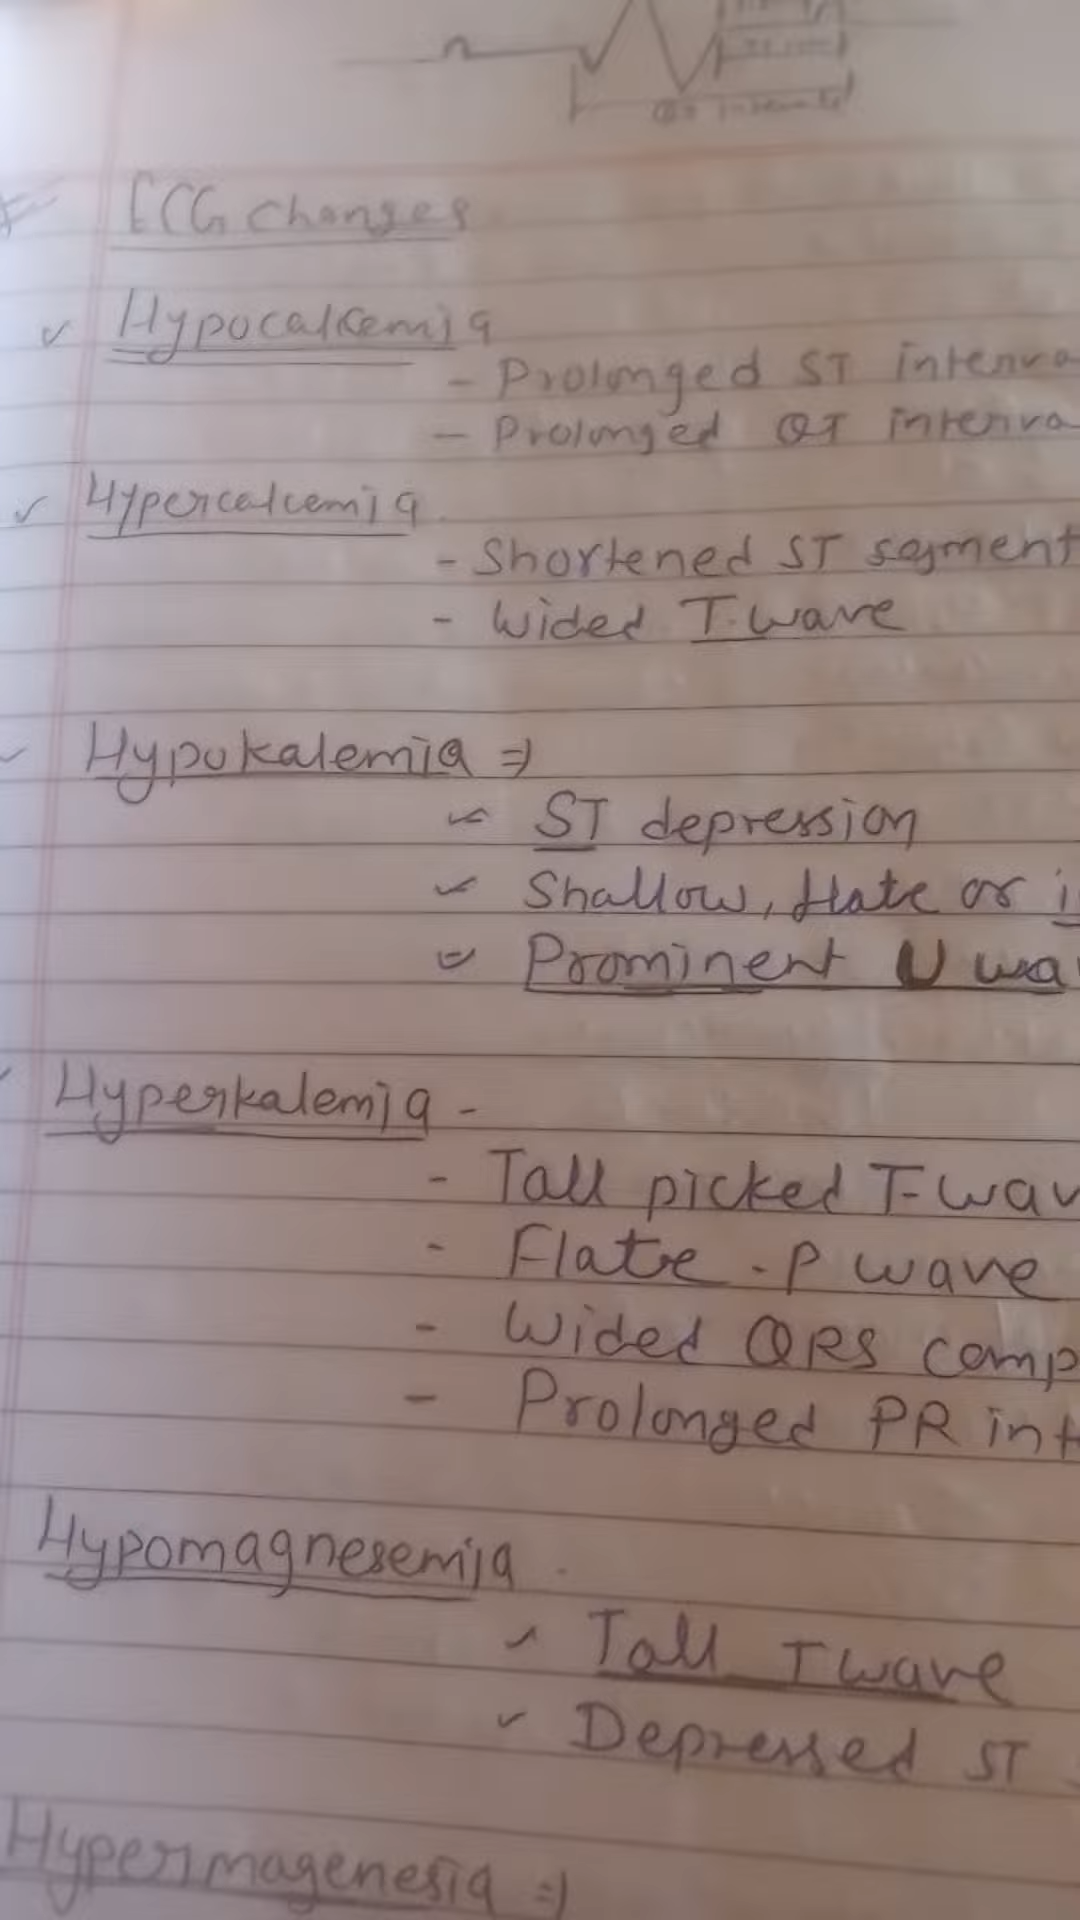 QT interval
ECG changes
Hypocalcemia
- Prolonged ST interva
- Prolonged QT interva
Hypercalcemia
- Shortened ST segment
- Wided T. wave
Hypokalemia ⇒
ST depression
Shallow, flate or i
Prominent U wa
Hyperkalemia -
- Tall picked T-wav
- Flate - P wave
- Wided QRS comp
- Prolonged PR int
Hypomagnesemia
Tall T wave
Depressed ST
Hypermagenesia ⇒